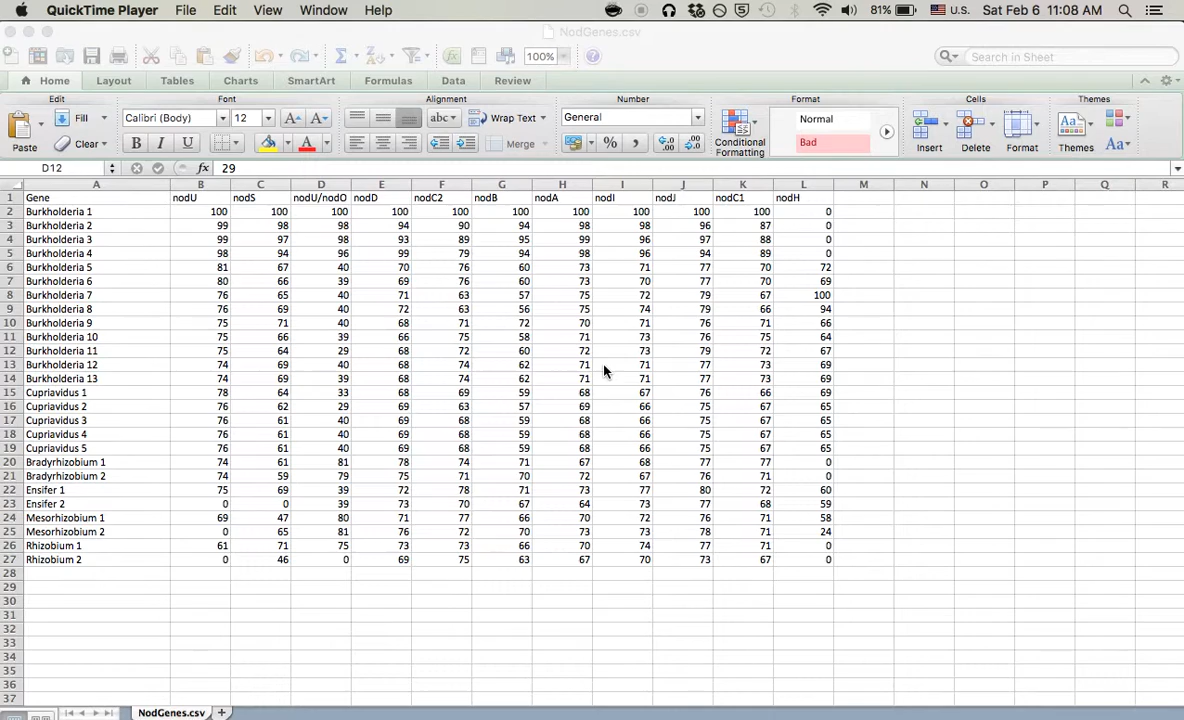 QuickTime Player File Edit View Window Help 81% U.S. Sat Feb 6 11:08 AM
NodGenes.csv
100% Search in Sheet
Home Layout Tables Charts SmartArt Formulas Data Review
Edit Font Alignment Number Format Cells Themes
Fill Calibri (Body) 12 A A abc Wrap Text General Normal
Paste Clear B I U A Merge % , .0 .00 Conditional Formatting Bad Insert Delete Format Themes Aa
D12 fx 29
A B C D E F G H I J K L M N O P Q R
1 Gene nodU nodS nodU/nodO nodD nodC2 nodB nodA nodI nodJ nodC1 nodH
2 Burkholderia 1 100 100 100 100 100 100 100 100 100 100 0
3 Burkholderia 2 99 98 98 94 90 94 98 98 96 87 0
4 Burkholderia 3 99 97 98 93 89 95 99 96 97 88 0
5 Burkholderia 4 98 94 96 99 79 94 98 96 94 89 0
6 Burkholderia 5 81 67 40 70 76 60 73 71 77 70 72
7 Burkholderia 6 80 66 39 69 76 60 73 70 77 70 69
8 Burkholderia 7 76 65 40 71 63 57 75 72 79 67 100
9 Burkholderia 8 76 69 40 72 63 56 75 74 79 66 94
10 Burkholderia 9 75 71 40 68 71 72 70 71 76 71 66
11 Burkholderia 10 75 66 39 66 75 58 71 73 76 75 64
12 Burkholderia 11 75 64 29 68 72 60 72 73 79 72 67
13 Burkholderia 12 74 69 40 68 74 62 71 71 77 73 69
14 Burkholderia 13 74 69 39 68 74 62 71 71 77 73 69
15 Cupriavidus 1 78 64 33 68 69 59 68 67 76 66 69
16 Cupriavidus 2 76 62 29 69 63 57 69 66 75 67 65
17 Cupriavidus 3 76 61 40 69 68 59 68 66 75 67 65
18 Cupriavidus 4 76 61 40 69 68 59 68 66 75 67 65
19 Cupriavidus 5 76 61 40 69 68 59 68 66 75 67 65
20 Bradyrhizobium 1 74 61 81 78 74 71 67 68 77 77 0
21 Bradyrhizobium 2 74 59 79 75 71 70 72 67 76 71 0
22 Ensifer 1 75 69 39 72 78 71 73 77 80 72 60
23 Ensifer 2 0 0 39 73 70 67 64 73 77 68 59
24 Mesorhizobium 1 69 47 80 71 77 66 70 72 76 71 58
25 Mesorhizobium 2 0 65 81 76 72 70 73 73 78 71 24
26 Rhizobium 1 61 71 75 73 73 66 70 74 77 71 0
27 Rhizobium 2 0 46 0 69 75 63 67 70 73 67 0
28
29
30
31
32
33
34
35
36
37
NodGenes.csv